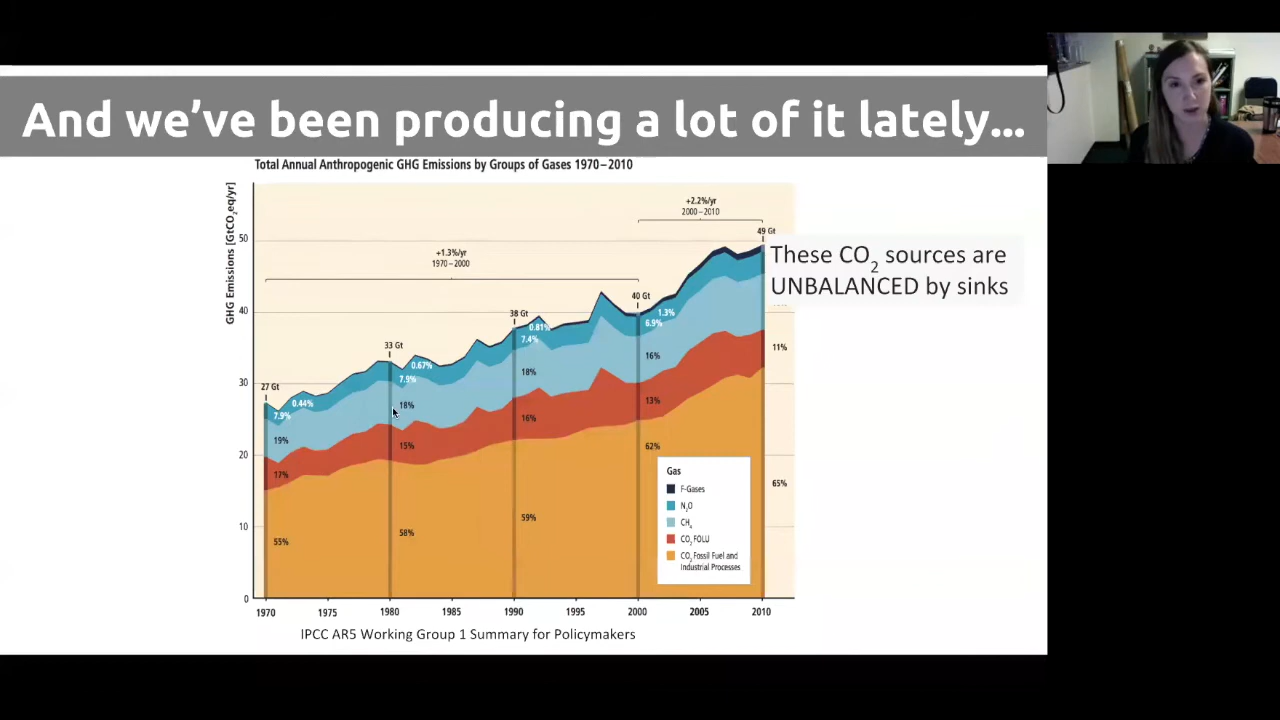 And we've been producing a lot of it lately...
Total Annual Anthropogenic GHG Emissions by Groups of Gases 1970–2010
GHG Emissions [GtCO₂eq/yr]
+2.2%/yr
2000–2010
49 Gt
These CO₂ sources are
UNBALANCED by sinks
50
+1.3%/yr
1970–2000
40 Gt
40
38 Gt
1.3%
6.9%
0.81%
7.4%
33 Gt
11%
16%
0.67%
18%
7.9%
30
27 Gt
13%
0.44%
18%
7.9%
16%
19%
15%
62%
20
17%
65%
Gas
F-Gases
N₂O
CH₄
CO₂ FOLU
CO₂ Fossil Fuel and
Industrial Processes
59%
10
58%
55%
0
1970 1975 1980 1985 1990 1995 2000 2005 2010
IPCC AR5 Working Group 1 Summary for Policymakers